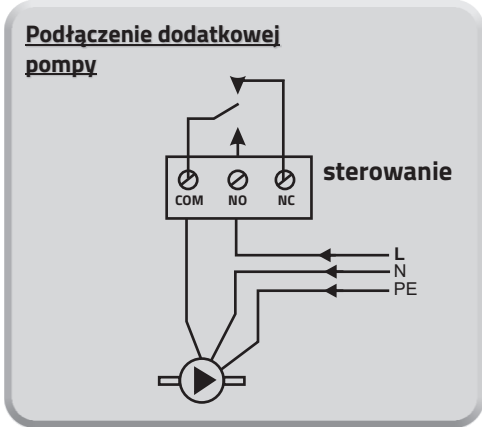 Podłączenie dodatkowej
pompy
sterowanie
COM NO NC
L
N
PE